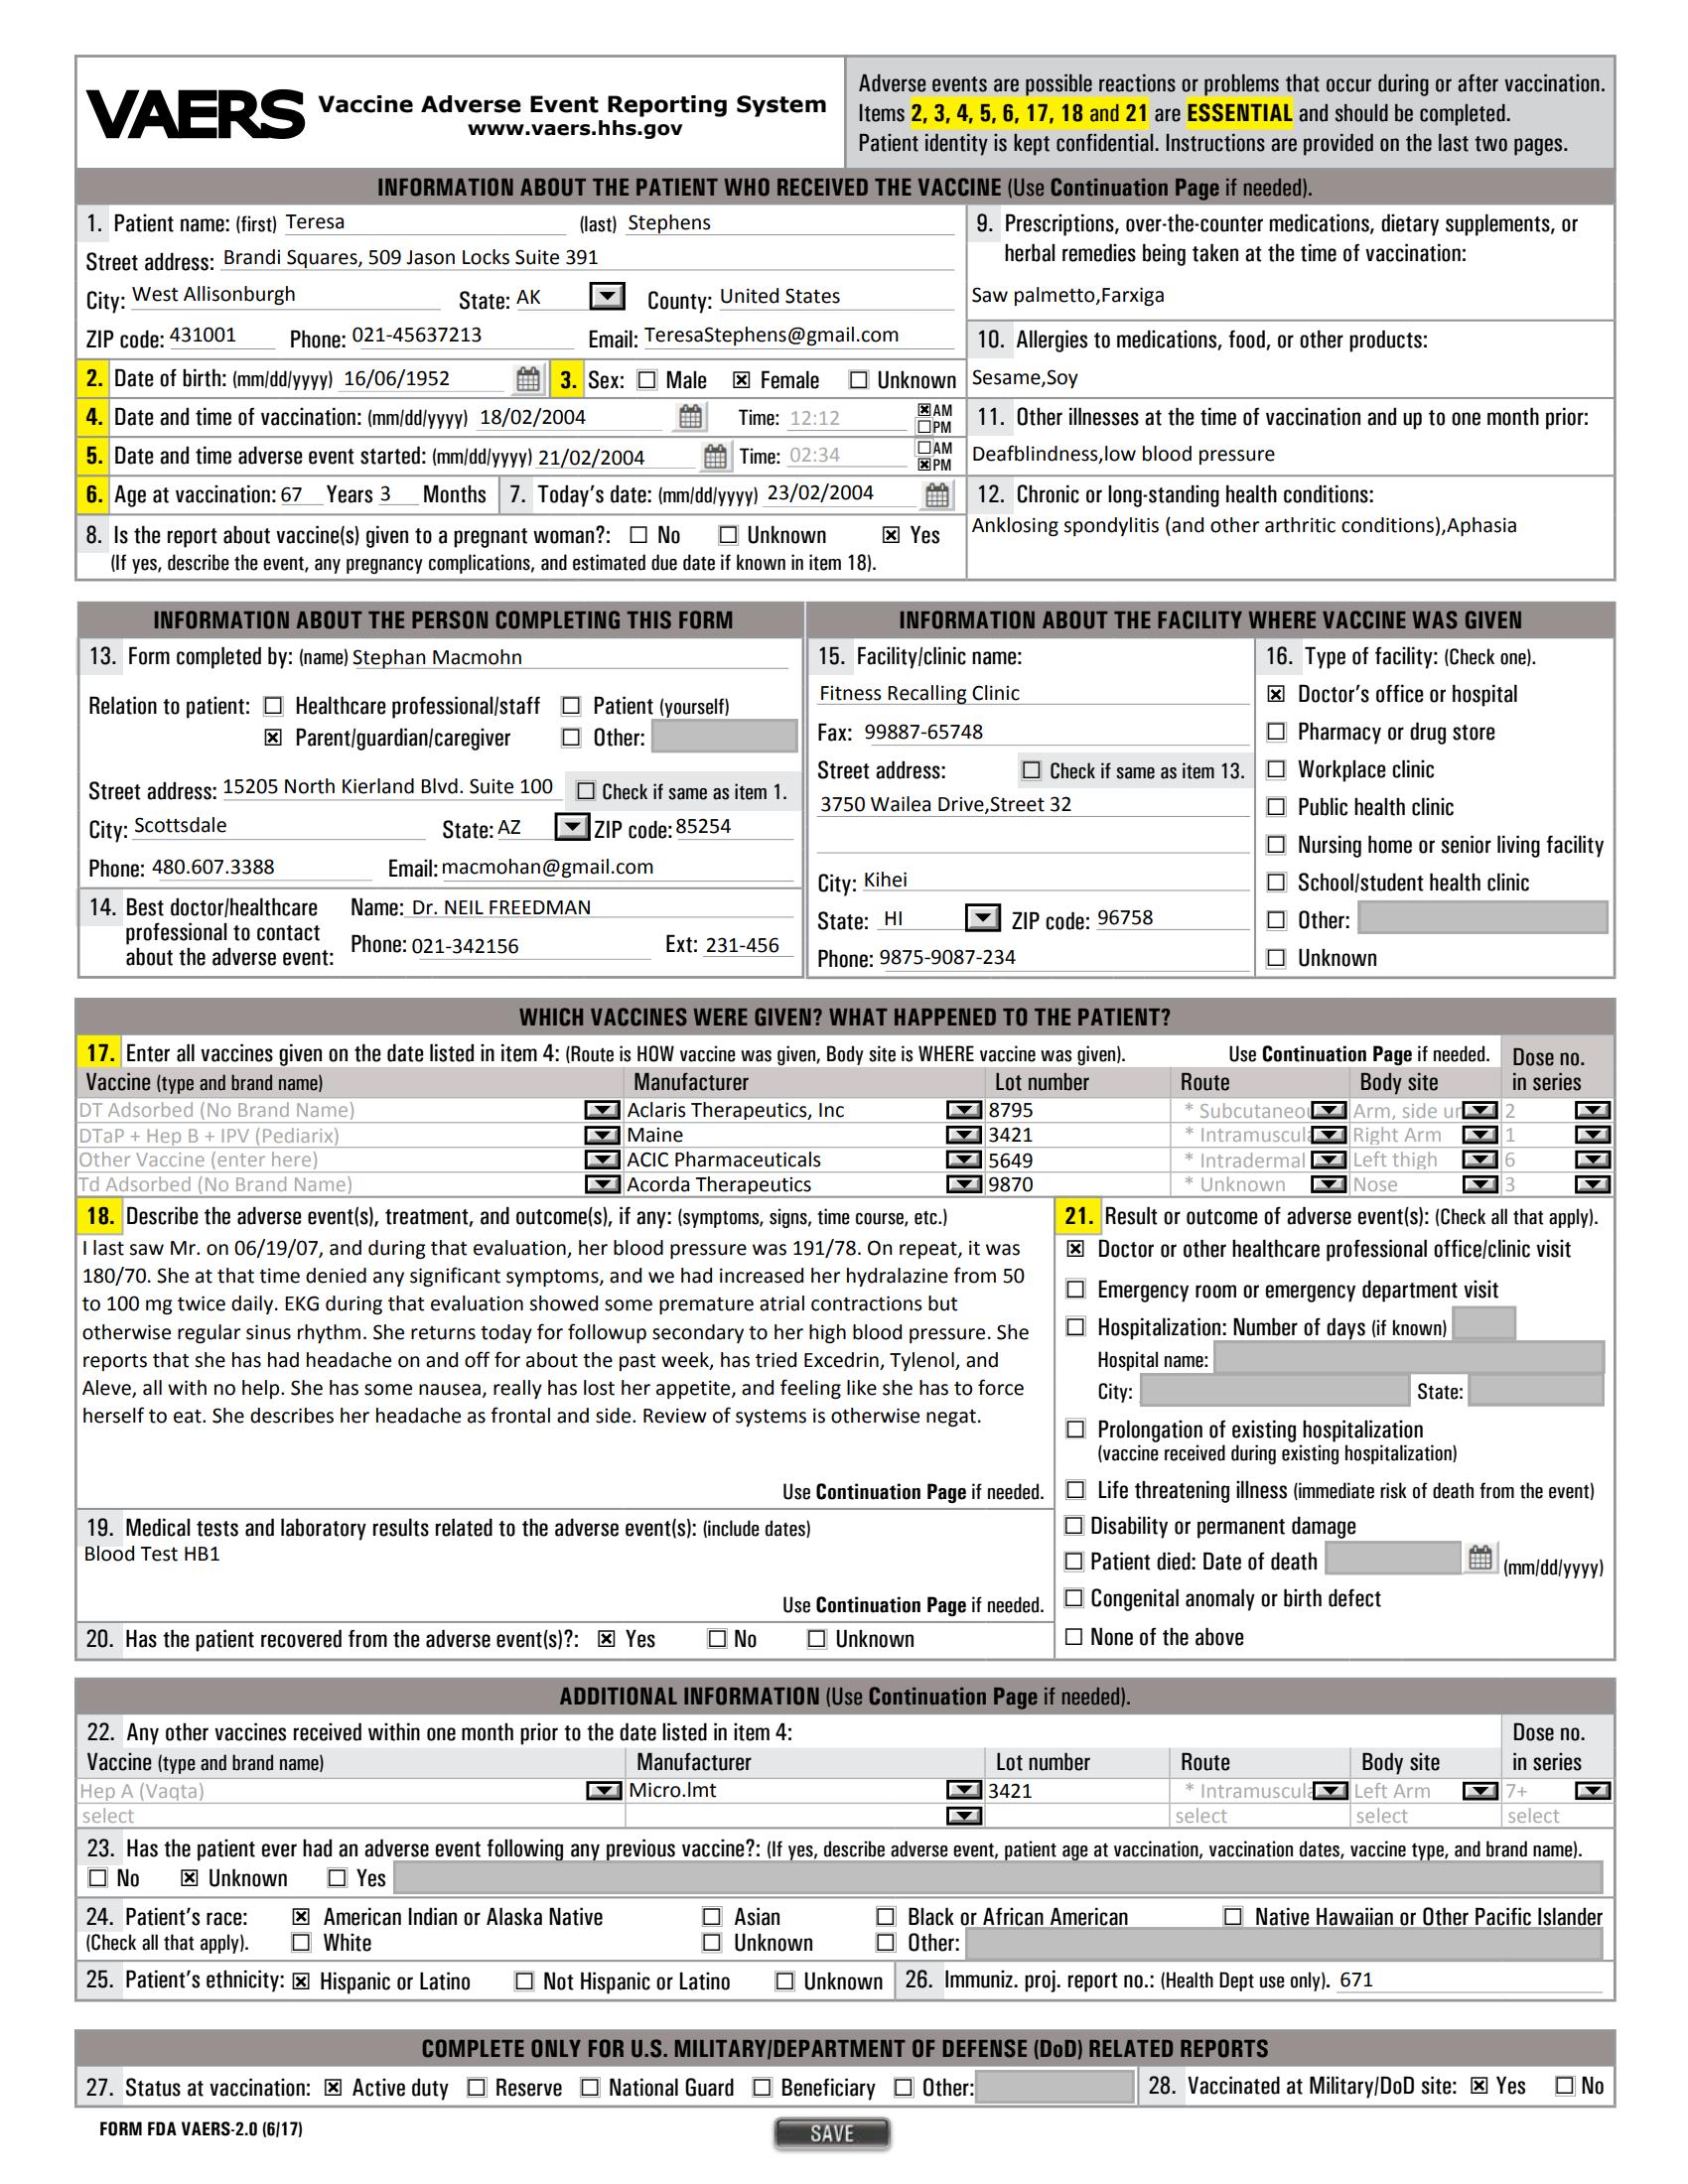 VAERS Vaccine Adverse Event Reporting System
www.vaers.hhs.gov
Adverse events are possible reactions or problems that occur during or after vaccination.
Items 2, 3, 4, 5, 6, 17, 18 and 21 are ESSENTIAL and should be completed.
Patient identity is kept confidential. Instructions are provided on the last two pages.
INFORMATION ABOUT THE PATIENT WHO RECEIVED THE VACCINE (Use Continuation Page if needed).
1. Patient name: (first) Teresa (last) Stephens
Street address: Brandi Squares, 509 Jason Locks Suite 391
City: West Allisonburgh State: AK County: United States
ZIP code: 431001 Phone: 021-45637213 Email: TeresaStephens@gmail.com
2. Date of birth: (mm/dd/yyyy) 16/06/1952 3. Sex: Male Female Unknown
4. Date and time of vaccination: (mm/dd/yyyy) 18/02/2004 Time: 12:12 AM PM
5. Date and time adverse event started: (mm/dd/yyyy) 21/02/2004 Time: 02:34 AM PM
6. Age at vaccination: 67 Years 3 Months 7. Today's date: (mm/dd/yyyy) 23/02/2004
8. Is the report about vaccine(s) given to a pregnant woman?: No Unknown Yes
(If yes, describe the event, any pregnancy complications, and estimated due date if known in item 18).
9. Prescriptions, over-the-counter medications, dietary supplements, or
herbal remedies being taken at the time of vaccination:
Saw palmetto,Farxiga
10. Allergies to medications, food, or other products:
Sesame,Soy
11. Other illnesses at the time of vaccination and up to one month prior:
Deafblindness,low blood pressure
12. Chronic or long-standing health conditions:
Anklosing spondylitis (and other arthritic conditions),Aphasia
INFORMATION ABOUT THE PERSON COMPLETING THIS FORM
13. Form completed by: (name) Stephan Macmohn
Relation to patient: Healthcare professional/staff Patient (yourself)
Parent/guardian/caregiver Other:
Street address: 15205 North Kierland Blvd. Suite 100 Check if same as item 1.
City: Scottsdale State: AZ ZIP code: 85254
Phone: 480.607.3388 Email: macmohan@gmail.com
14. Best doctor/healthcare Name: Dr. NEIL FREEDMAN
professional to contact
about the adverse event: Phone: 021-342156 Ext: 231-456
INFORMATION ABOUT THE FACILITY WHERE VACCINE WAS GIVEN
15. Facility/clinic name:
Fitness Recalling Clinic
Fax: 99887-65748
Street address: Check if same as item 13.
3750 Wailea Drive,Street 32
City: Kihei
State: HI ZIP code: 96758
Phone: 9875-9087-234
16. Type of facility: (Check one).
Doctor's office or hospital
Pharmacy or drug store
Workplace clinic
Public health clinic
Nursing home or senior living facility
School/student health clinic
Other:
Unknown
WHICH VACCINES WERE GIVEN? WHAT HAPPENED TO THE PATIENT?
17. Enter all vaccines given on the date listed in item 4: (Route is HOW vaccine was given, Body site is WHERE vaccine was given). Use Continuation Page if needed. Dose no.
Vaccine (type and brand name) Manufacturer Lot number Route Body site in series
DT Adsorbed (No Brand Name) Aclaris Therapeutics, Inc 8795 * Subcutaneou Arm, side ur 2
DTaP + Hep B + IPV (Pediarix) Maine 3421 * Intramuscula Right Arm 1
Other Vaccine (enter here) ACIC Pharmaceuticals 5649 * Intradermal Left thigh 6
Td Adsorbed (No Brand Name) Acorda Therapeutics 9870 * Unknown Nose 3
18. Describe the adverse event(s), treatment, and outcome(s), if any: (symptoms, signs, time course, etc.)
I last saw Mr. on 06/19/07, and during that evaluation, her blood pressure was 191/78. On repeat, it was
180/70. She at that time denied any significant symptoms, and we had increased her hydralazine from 50
to 100 mg twice daily. EKG during that evaluation showed some premature atrial contractions but
otherwise regular sinus rhythm. She returns today for followup secondary to her high blood pressure. She
reports that she has had headache on and off for about the past week, has tried Excedrin, Tylenol, and
Aleve, all with no help. She has some nausea, really has lost her appetite, and feeling like she has to force
herself to eat. She describes her headache as frontal and side. Review of systems is otherwise negat.
Use Continuation Page if needed.
19. Medical tests and laboratory results related to the adverse event(s): (include dates)
Blood Test HB1
Use Continuation Page if needed.
20. Has the patient recovered from the adverse event(s)?: Yes No Unknown
21. Result or outcome of adverse event(s): (Check all that apply).
Doctor or other healthcare professional office/clinic visit
Emergency room or emergency department visit
Hospitalization: Number of days (if known)
Hospital name:
City: State:
Prolongation of existing hospitalization
(vaccine received during existing hospitalization)
Life threatening illness (immediate risk of death from the event)
Disability or permanent damage
Patient died: Date of death (mm/dd/yyyy)
Congenital anomaly or birth defect
None of the above
ADDITIONAL INFORMATION (Use Continuation Page if needed).
22. Any other vaccines received within one month prior to the date listed in item 4: Dose no.
Vaccine (type and brand name) Manufacturer Lot number Route Body site in series
Hep A (Vaqta) Micro.lmt 3421 * Intramuscula Left Arm 7+
select select select select
23. Has the patient ever had an adverse event following any previous vaccine?: (If yes, describe adverse event, patient age at vaccination, vaccination dates, vaccine type, and brand name).
No Unknown Yes
24. Patient's race: American Indian or Alaska Native Asian Black or African American Native Hawaiian or Other Pacific Islander
(Check all that apply). White Unknown Other:
25. Patient's ethnicity: Hispanic or Latino Not Hispanic or Latino Unknown 26. Immuniz. proj. report no.: (Health Dept use only). 671
COMPLETE ONLY FOR U.S. MILITARY/DEPARTMENT OF DEFENSE (DoD) RELATED REPORTS
27. Status at vaccination: Active duty Reserve National Guard Beneficiary Other: 28. Vaccinated at Military/DoD site: Yes No
FORM FDA VAERS-2.0 (6/17)
SAVE